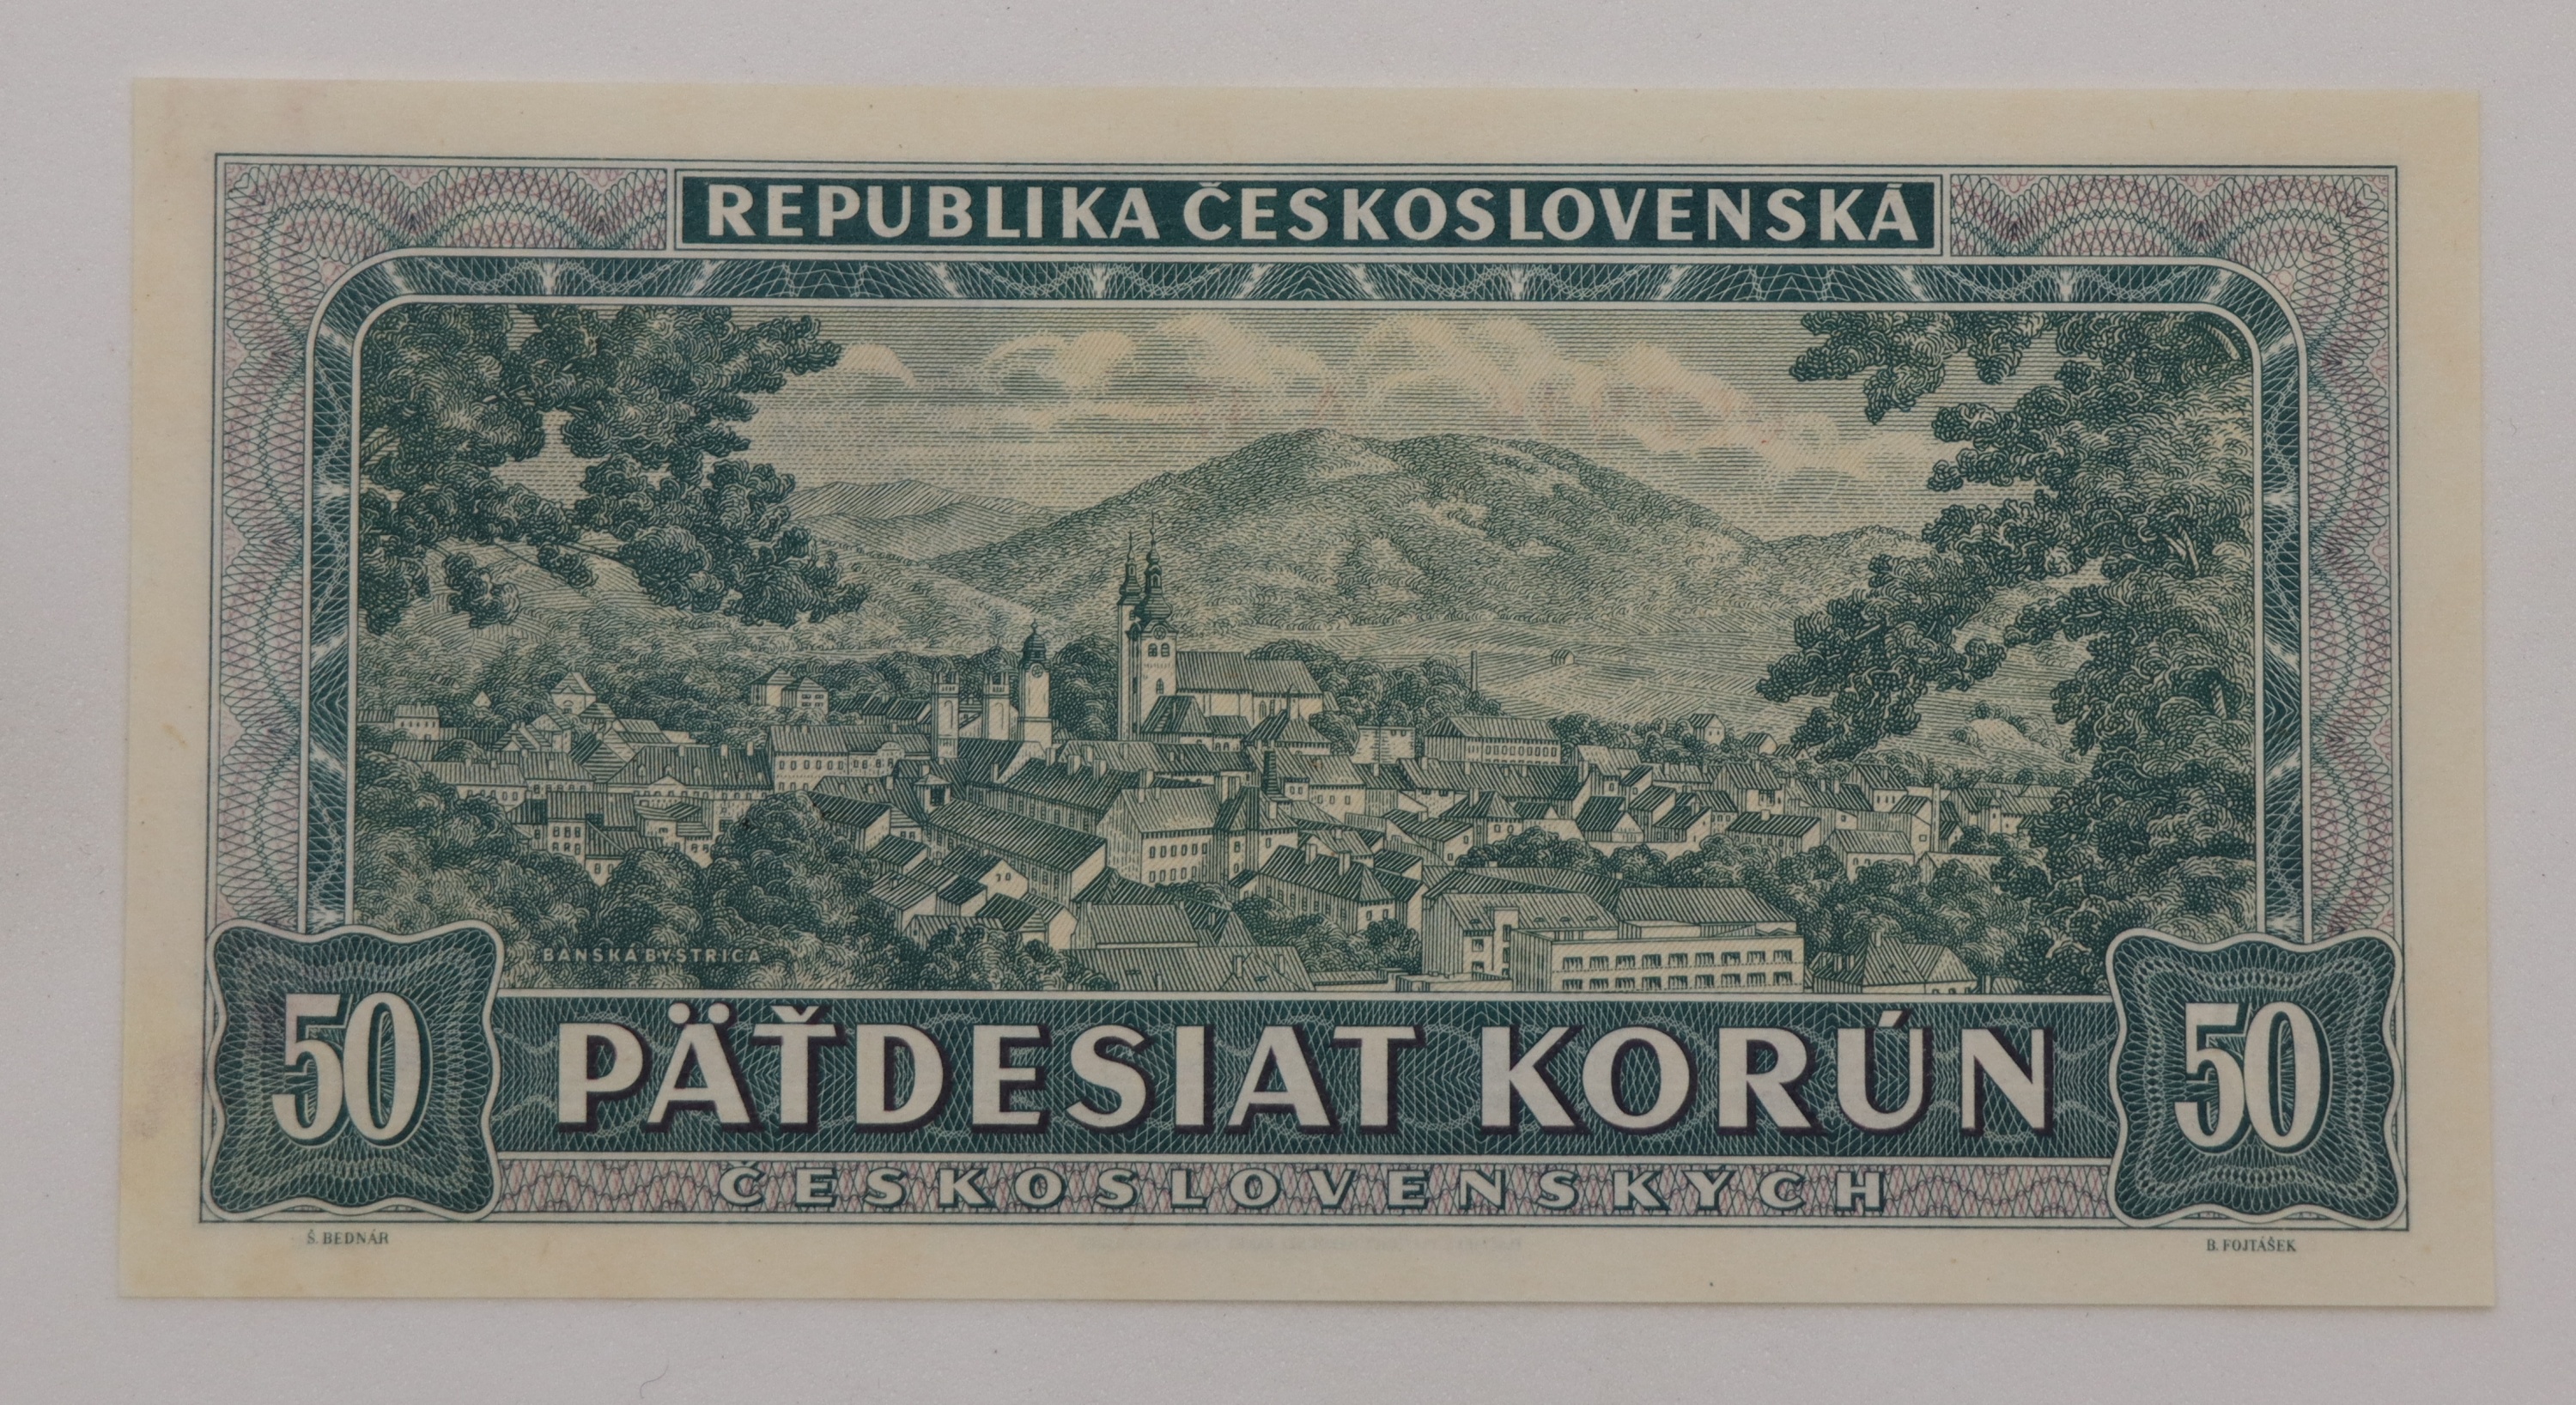 REPUBLIKA ČESKOSLOVENSKÁ
BANSKÁ BYSTRICA
50
PÄŤDESIAT KORÚN
50
ČESKOSLOVENSKÝCH
Š. BEDNÁR
B. FOJTÁŠEK